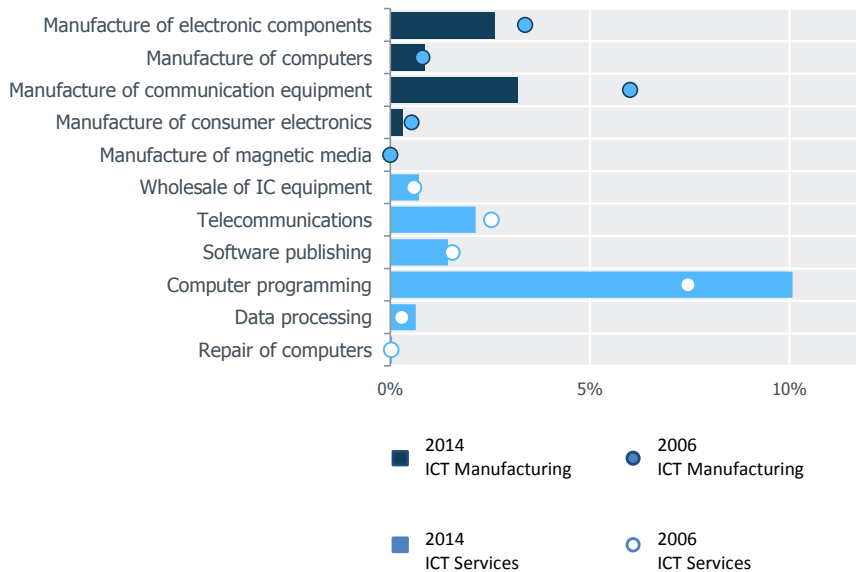 Manufacture of electronic components
Manufacture of computers
Manufacture of communication equipment
Manufacture of consumer electronics
Manufacture of magnetic media
Wholesale of IC equipment
Telecommunications
Software publishing
Computer programming
Data processing
Repair of computers
0% 5% 10%
2014
ICT Manufacturing
2006
ICT Manufacturing
2014
ICT Services
2006
ICT Services